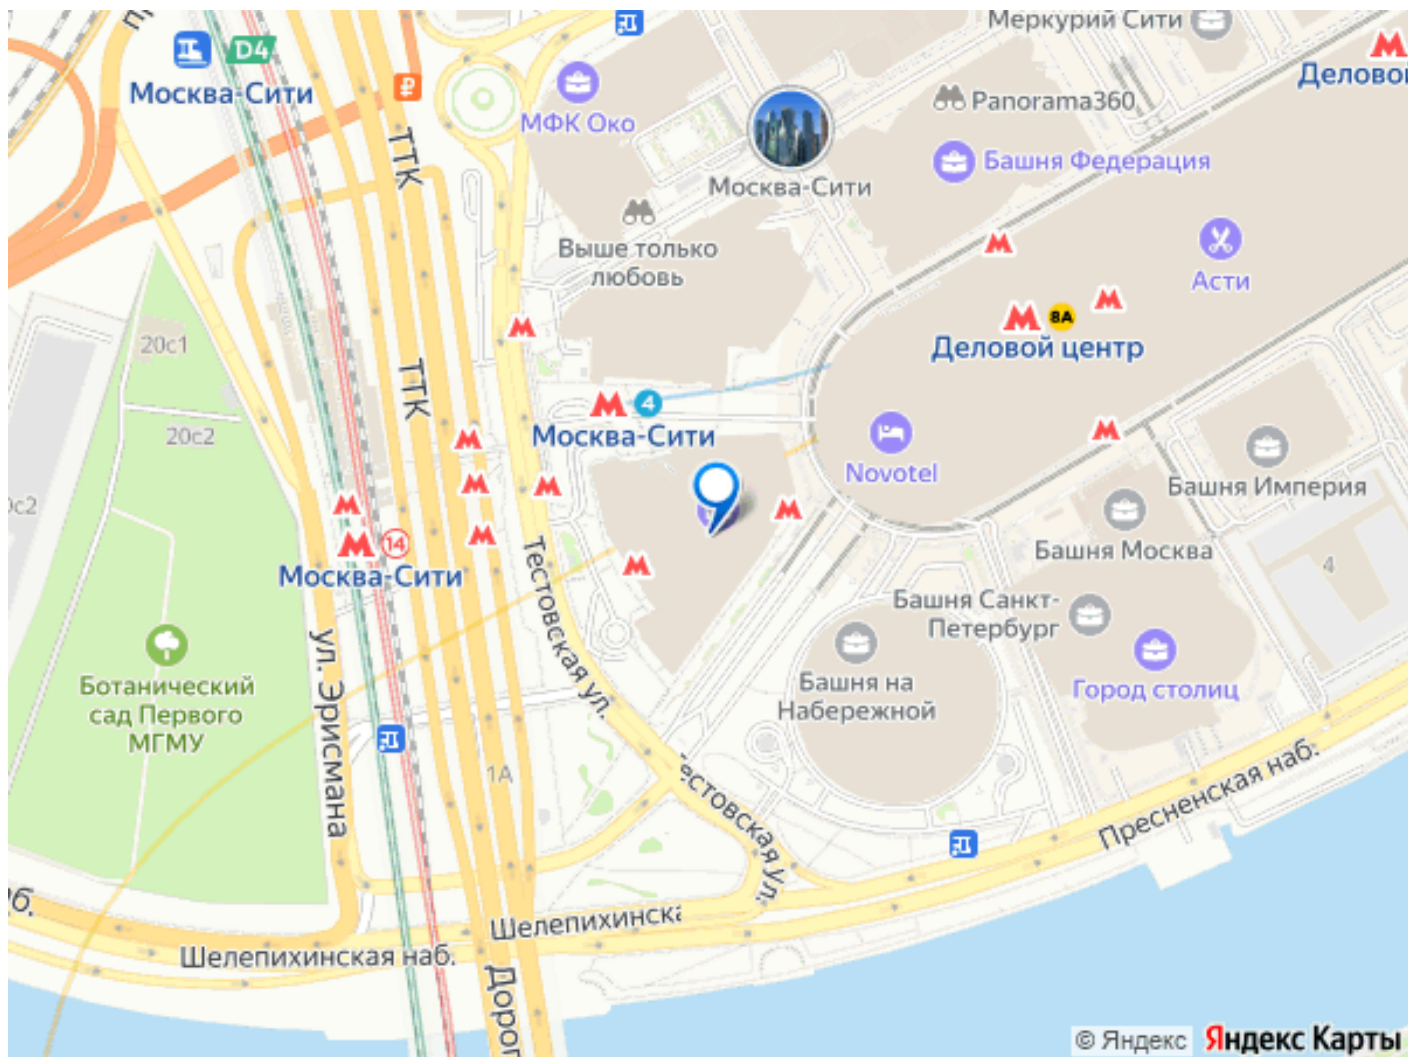 Меркурий Сити
D4
Москва-Сити
Деловой
МФК Око
Panorama360
Башня Федерация
ТТК
Москва-Сити
Выше только
любовь
Асти
8А
Деловой центр
20с1
ТТК
4
Москва-Сити
20с2
Novotel
Башня Империя
0с2
14
Москва-Сити
Башня Москва
Тестовская ул.
4
Башня Санкт-
Петербург
ул. Эрисмана
Ботанический
сад Первого
МГМУ
Башня на
Набережной
Город столиц
1А
Тестовская ул.
Пресненская наб.
наб.
Шелепихинска
Шелепихинская наб.
Дорог
© Яндекс Яндекс Карты